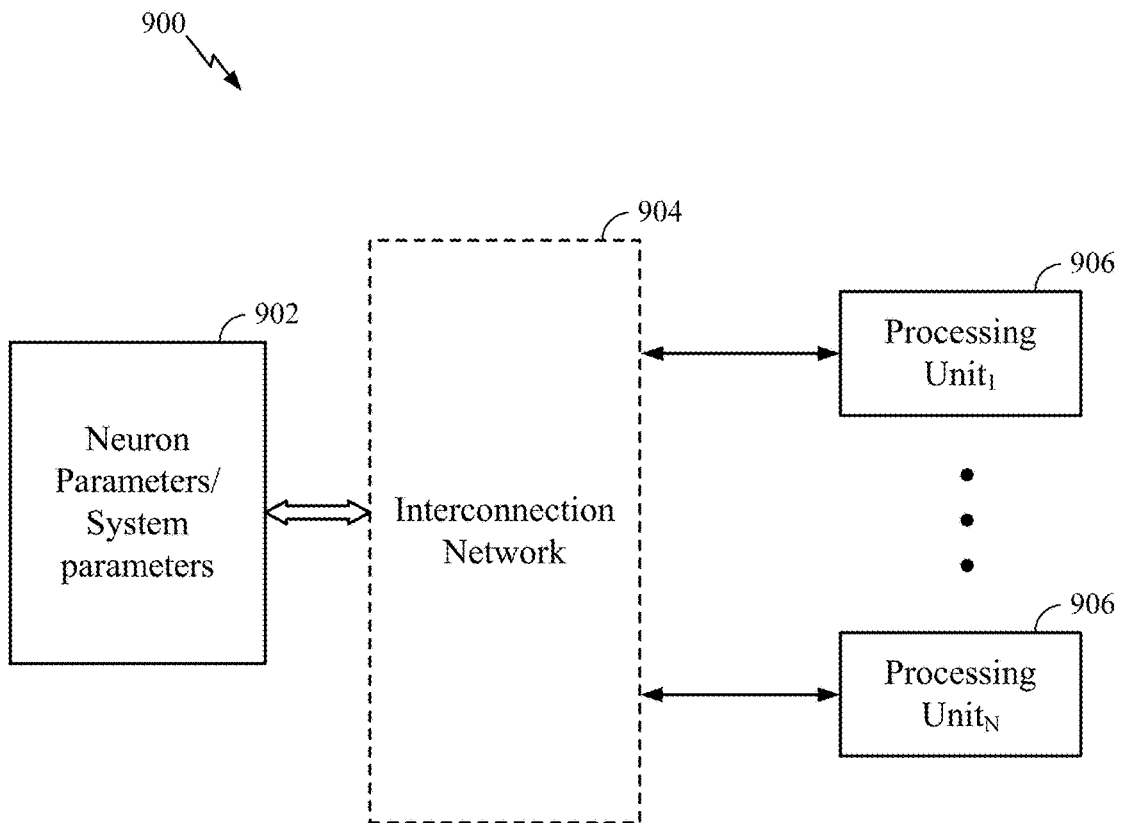 900
904
906
Processing
Unit1
902
Neuron
Parameters/
System
parameters
Interconnection
Network
906
Processing
UnitN